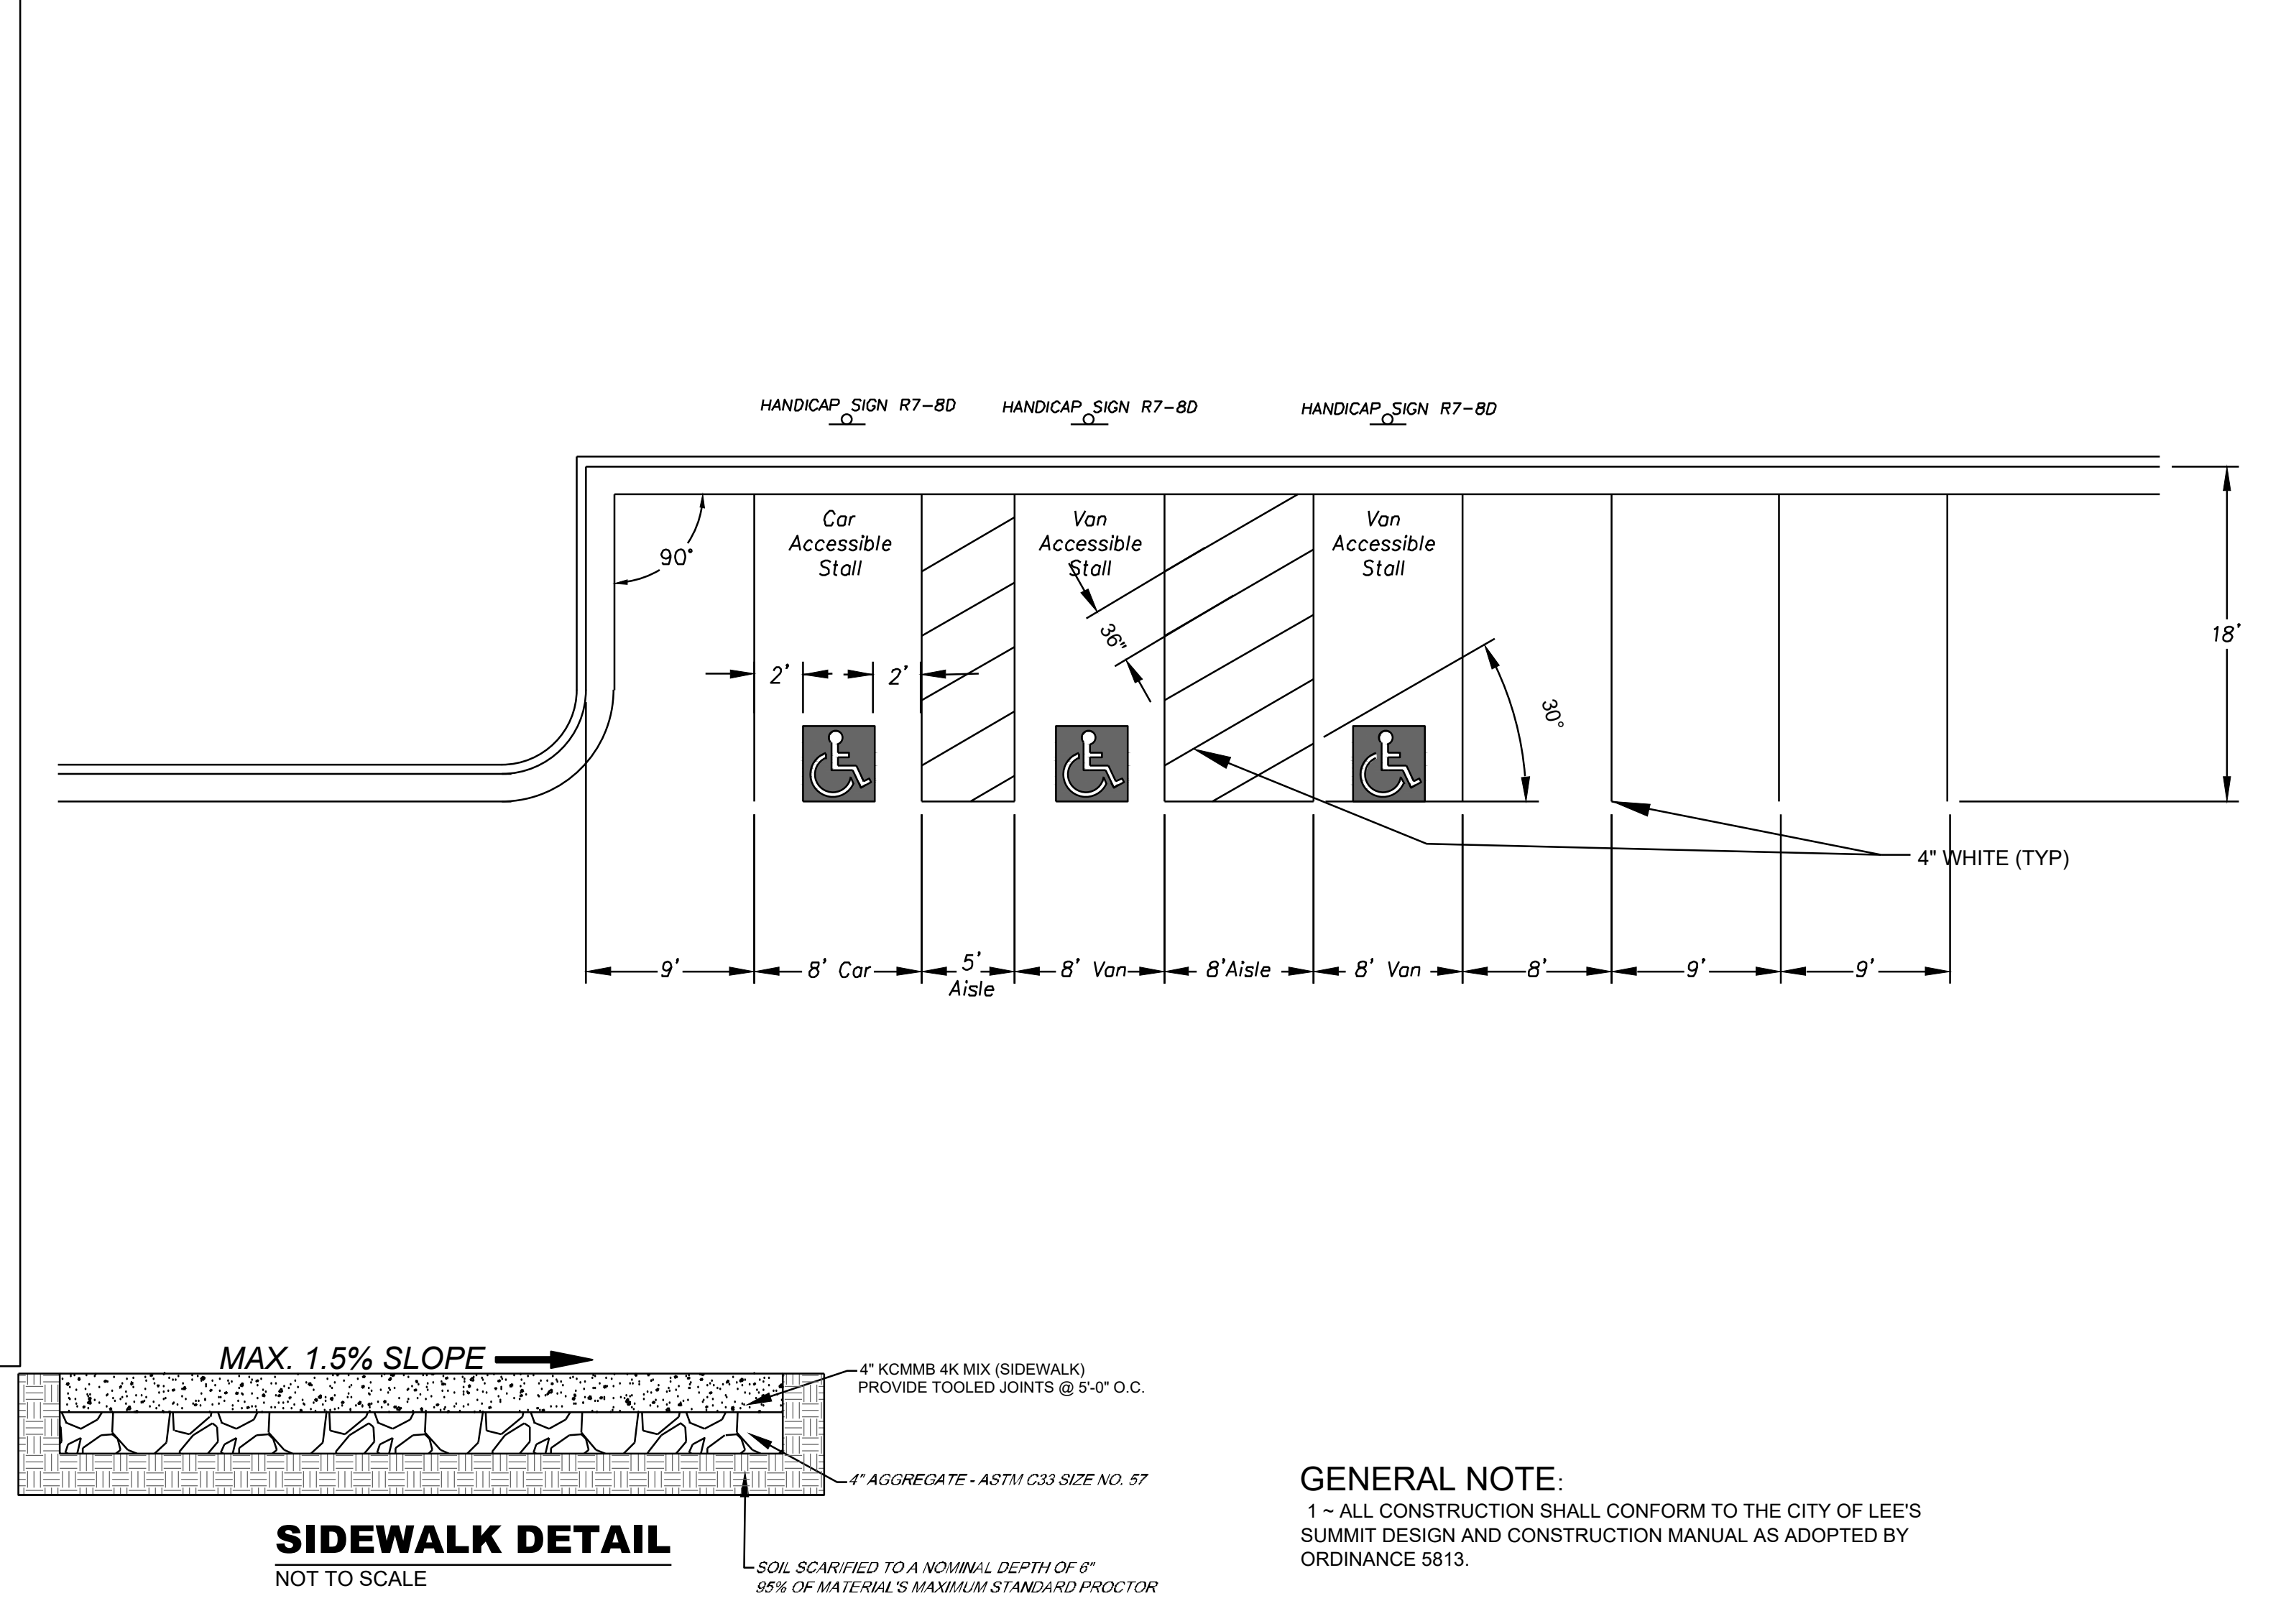 HANDICAP SIGN R7-8D
HANDICAP SIGN R7-8D
HANDICAP SIGN R7-8D
Car
Accessible
Stall
Van
Accessible
Stall
Van
Accessible
Stall
90°
36"
18'
2'
2'
30°
4" WHITE (TYP)
9'
8' Car
5'
Aisle
8' Van
8'Aisle
8' Van
8'
9'
9'
MAX. 1.5% SLOPE
4" KCMMB 4K MIX (SIDEWALK)
PROVIDE TOOLED JOINTS @ 5'-0" O.C.
4" AGGREGATE - ASTM C33 SIZE NO. 57
SIDEWALK DETAIL
NOT TO SCALE
SOIL SCARIFIED TO A NOMINAL DEPTH OF 6"
95% OF MATERIAL'S MAXIMUM STANDARD PROCTOR
GENERAL NOTE:
1 ~ ALL CONSTRUCTION SHALL CONFORM TO THE CITY OF LEE'S
SUMMIT DESIGN AND CONSTRUCTION MANUAL AS ADOPTED BY
ORDINANCE 5813.